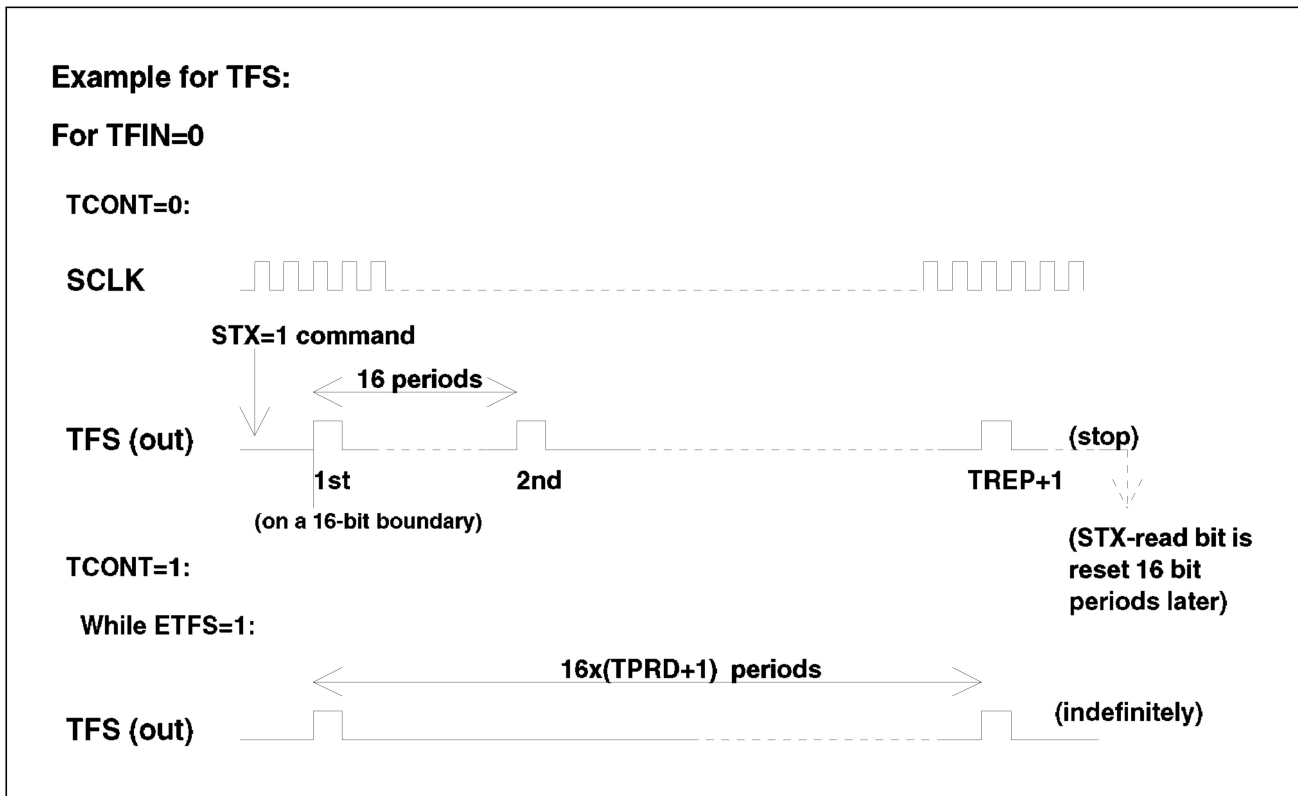 Example for TFS:
For TFIN=0
TCONT=0:
SCLK
STX=1 command
16 periods
TFS (out)
(stop)
1st
2nd
TREP+1
(on a 16-bit boundary)
(STX-read bit is
reset 16 bit
periods later)
TCONT=1:
While ETFS=1:
16x(TPRD+1) periods
TFS (out)
(indefinitely)